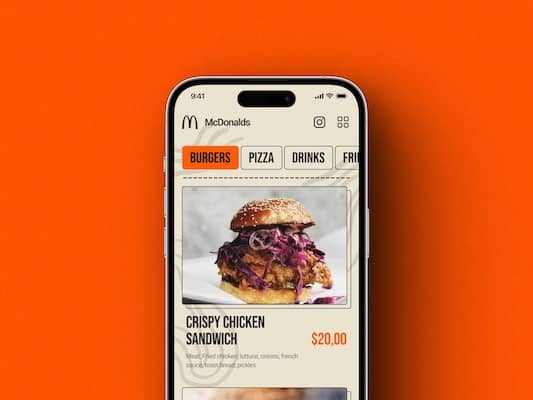 9:41
McDonalds
BURGERS
PIZZA
DRINKS
FRI
CRISPY CHICKEN
SANDWICH
$20,00
Meat, Fried chicken, luttuce, onions, french
sauce, toast bread, pickles